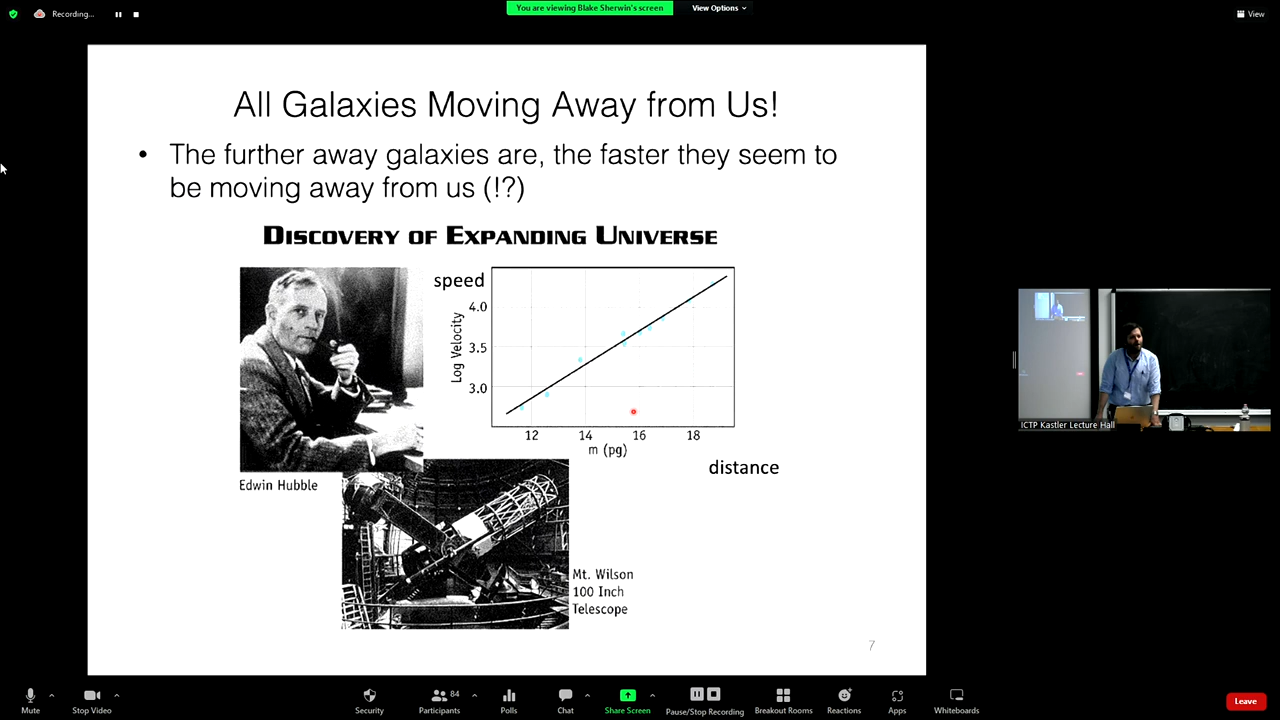 Recording...
You are viewing Blake Sherwin's screen
View Options
View
All Galaxies Moving Away from Us!
• The further away galaxies are, the faster they seem to
be moving away from us (!?)
DISCOVERY OF EXPANDING UNIVERSE
speed
Log Velocity
4.0
3.5
3.0
12 14 16 18
m (pg)
distance
Edwin Hubble
Mt. Wilson
100 Inch
Telescope
7
ICTP Kastler Lecture Hall
Mute
Stop Video
Security
84
Participants
Polls
Chat
Share Screen
Pause/Stop Recording
Breakout Rooms
Reactions
Apps
Whiteboards
Leave